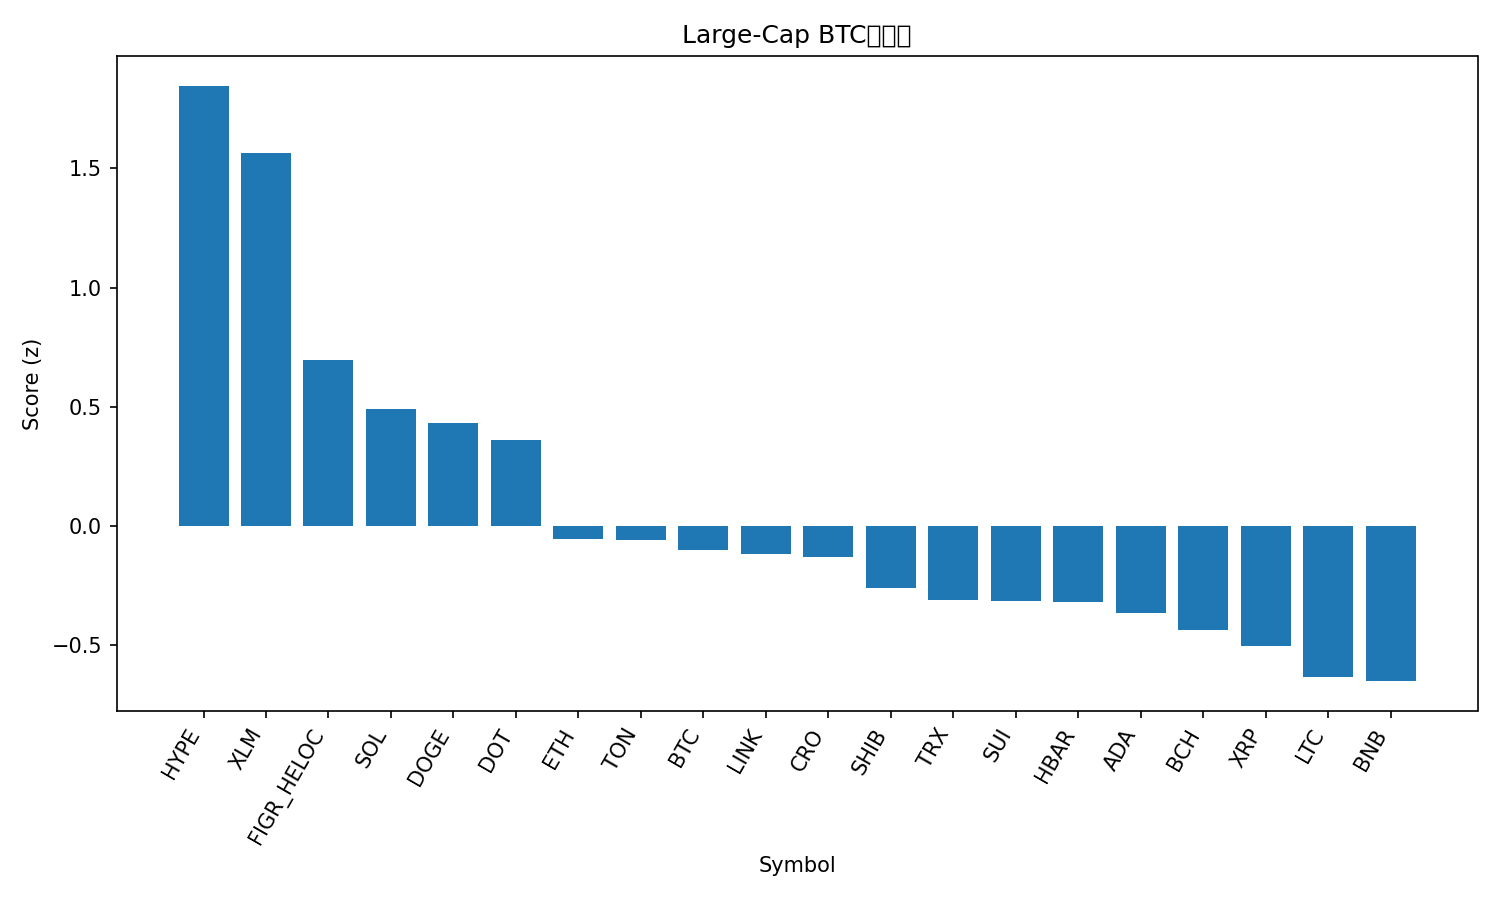 Large-Cap BTC
Score (z)
1.5
1.0
0.5
0.0
−0.5
HYPE
XLM
FIGR_HELOC
SOL
DOGE
DOT
ETH
TON
BTC
LINK
CRO
SHIB
TRX
SUI
HBAR
ADA
BCH
XRP
LTC
BNB
Symbol